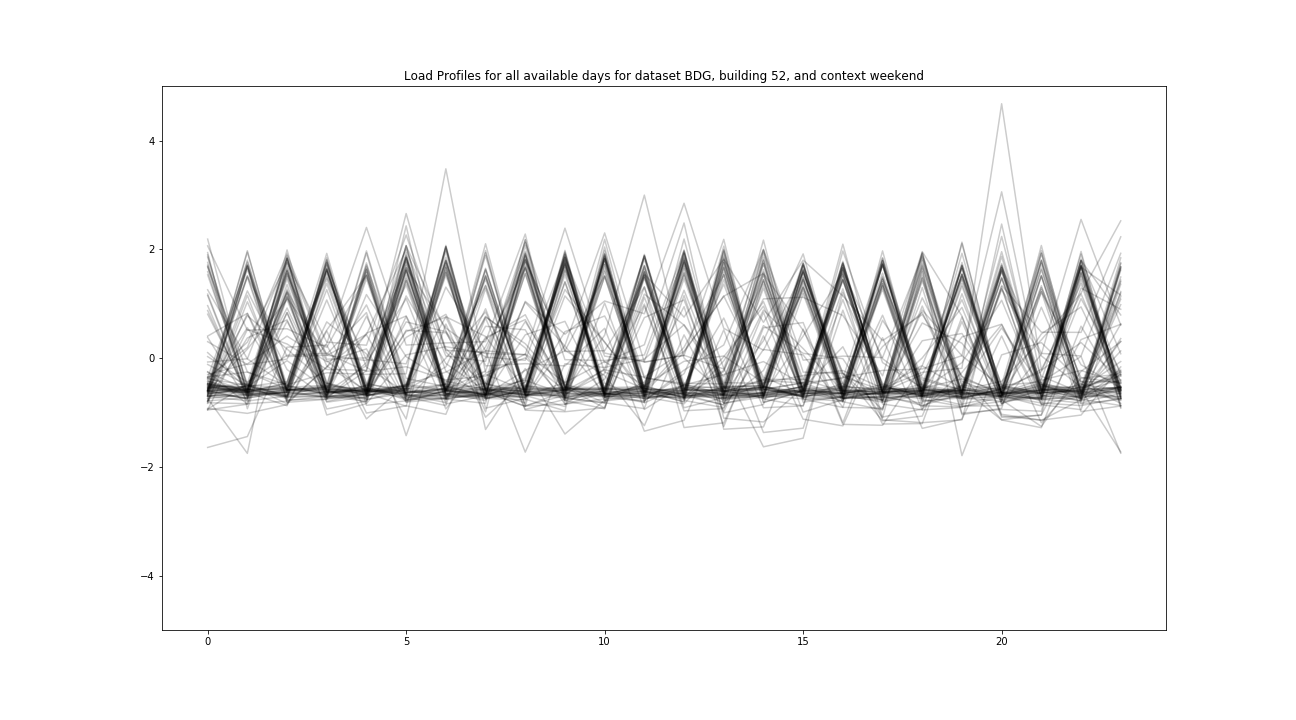 Load Profiles for all available days for dataset BDG, building 52, and context weekend
4
2
0
−2
−4
0 5 10 15 20